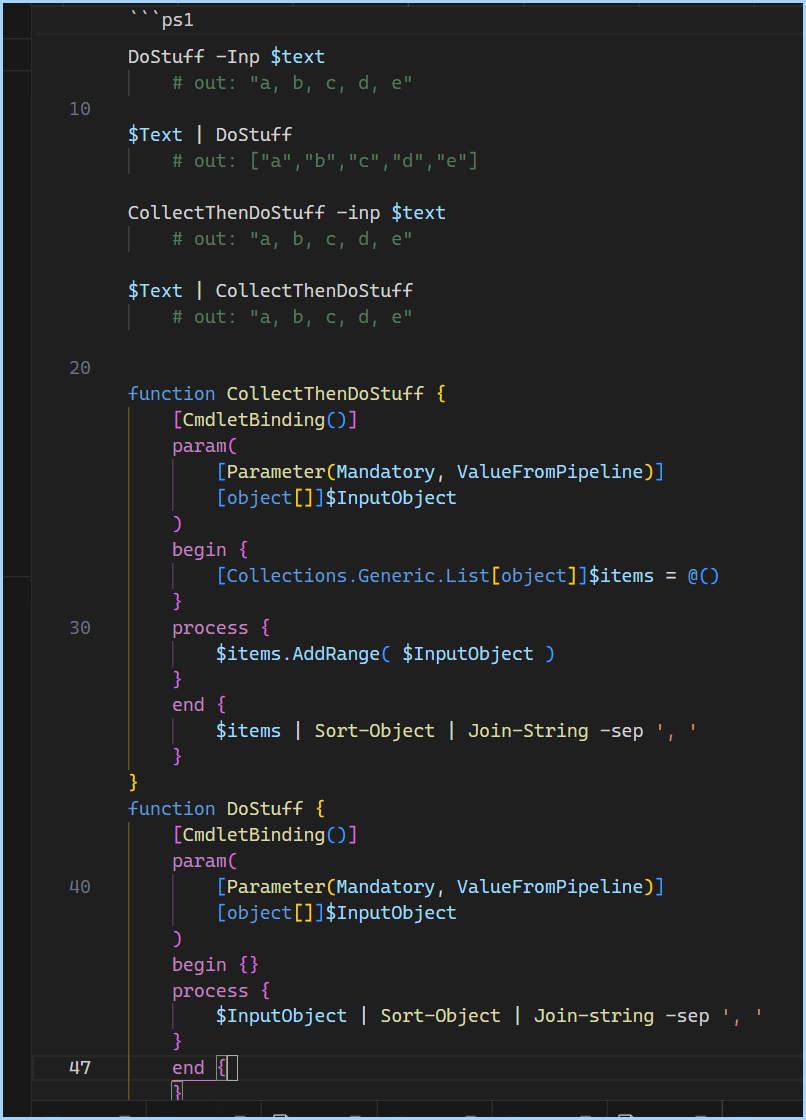 ```ps1
DoStuff -Inp $text
# out: "a, b, c, d, e"
10
$Text | DoStuff
# out: ["a","b","c","d","e"]
CollectThenDoStuff -inp $text
# out: "a, b, c, d, e"
$Text | CollectThenDoStuff
# out: "a, b, c, d, e"
20
function CollectThenDoStuff {
[CmdletBinding()]
param(
[Parameter(Mandatory, ValueFromPipeline)]
[object[]]$InputObject
)
begin {
[Collections.Generic.List[object]]$items = @()
}
30 process {
$items.AddRange( $InputObject )
}
end {
$items | Sort-Object | Join-String -sep ', '
}
}
function DoStuff {
[CmdletBinding()]
param(
40 [Parameter(Mandatory, ValueFromPipeline)]
[object[]]$InputObject
)
begin {}
process {
$InputObject | Sort-Object | Join-string -sep ', '
}
47 end {
}